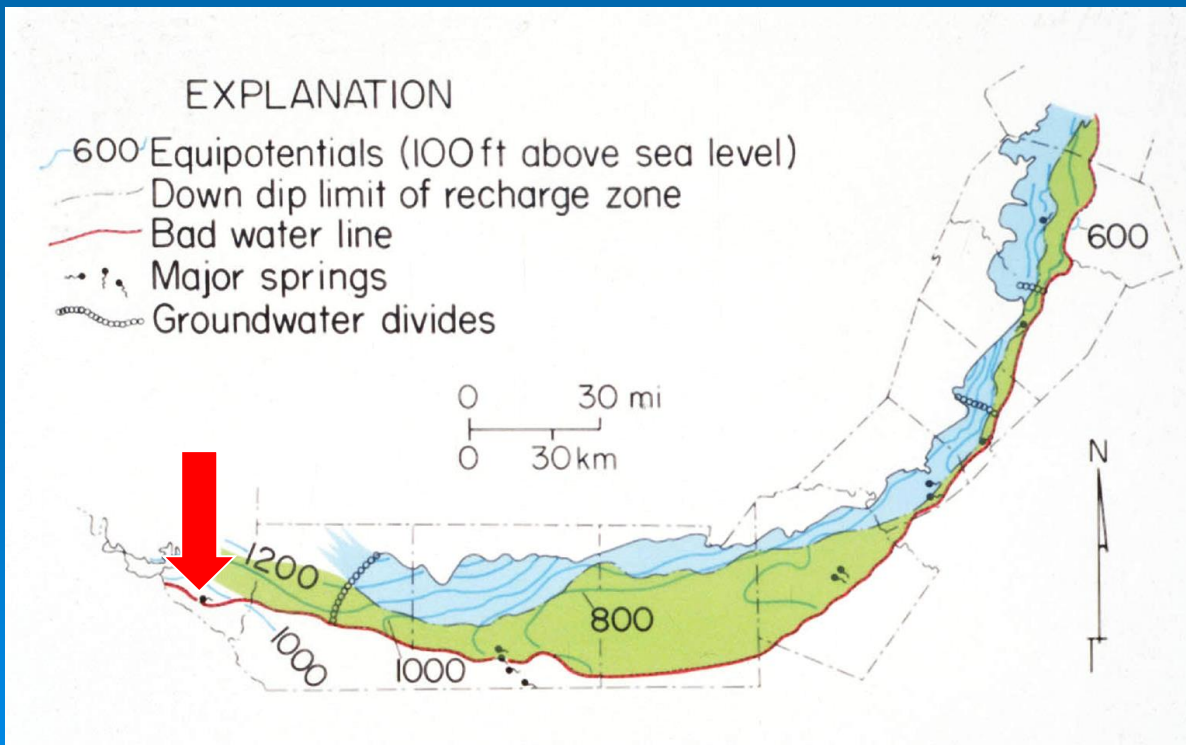 EXPLANATION
600 Equipotentials (100 ft above sea level)
Down dip limit of recharge zone
Bad water line
Major springs
Groundwater divides
600
0 30 mi
0 30 km
N
1200
800
1000
1000